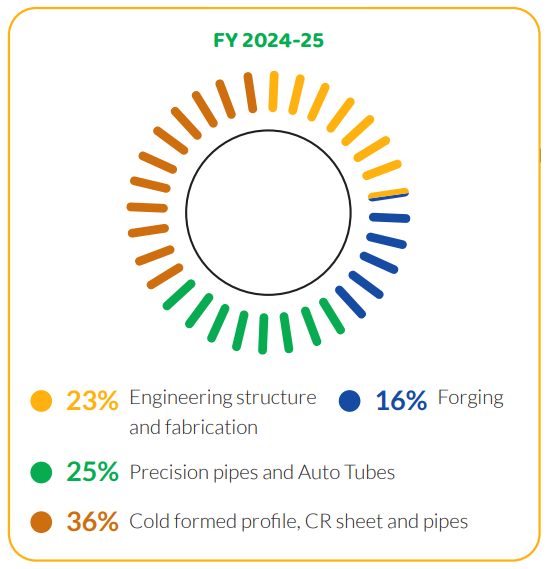 FY 2024-25
23% Engineering structure
and fabrication
16% Forging
25% Precision pipes and Auto Tubes
36% Cold formed profile, CR sheet and pipes